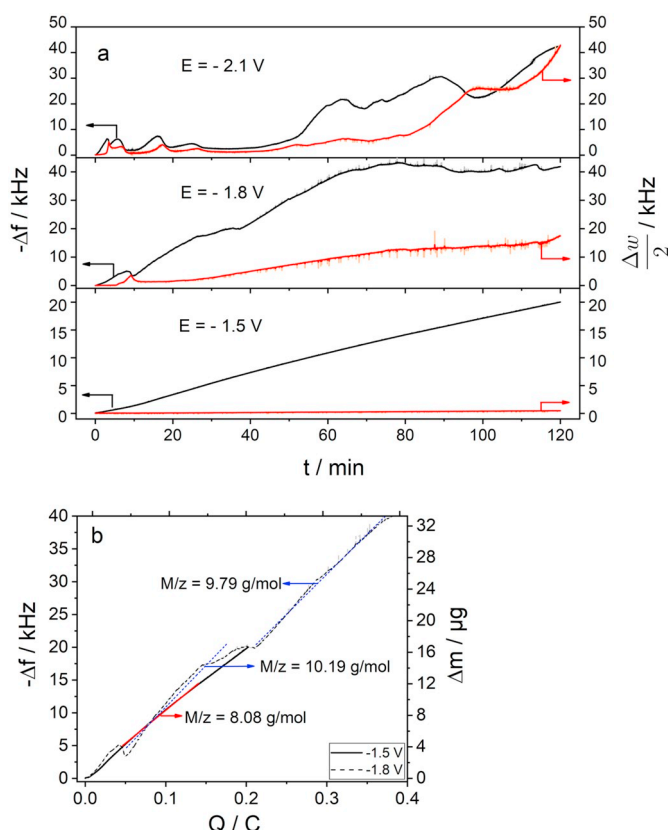 a
E = - 2.1 V
50
40
30
20
10
0
50
40
30
20
10
0
E = - 1.8 V
40
30
20
10
0
40
30
20
10
0
E = - 1.5 V
20
15
10
5
0
20
15
10
5
0
-Δf / kHz
Δw/2 / kHz
0 20 40 60 80 100 120
t / min
b
40
35
30
25
20
15
10
5
0
-Δf / kHz
32
28
24
20
16
12
8
4
0
Δm / μg
M/z = 9.79 g/mol
M/z = 10.19 g/mol
M/z = 8.08 g/mol
-1.5 V
-1.8 V
0.0 0.1 0.2 0.3 0.4
Q / C